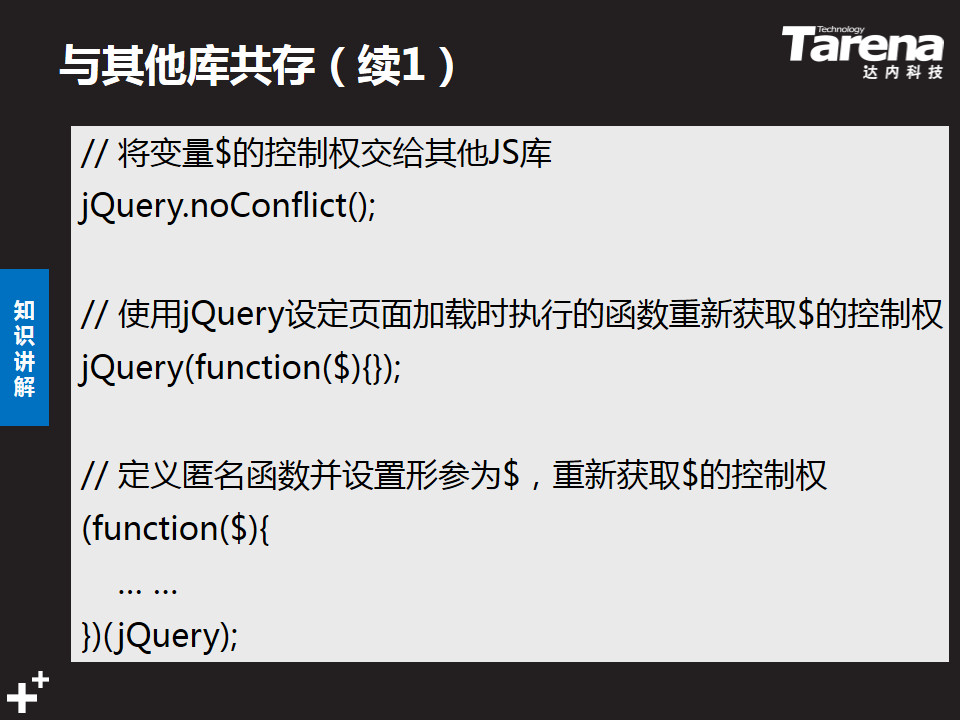 与其他库共存（续1）
Technology
Tarena
达内科技
// 将变量$的控制权交给其他JS库
jQuery.noConflict();
// 使用jQuery设定页面加载时执行的函数重新获取$的控制权
jQuery(function($){});
// 定义匿名函数并设置形参为$，重新获取$的控制权
(function($){
... ...
})(jQuery);
知识讲解